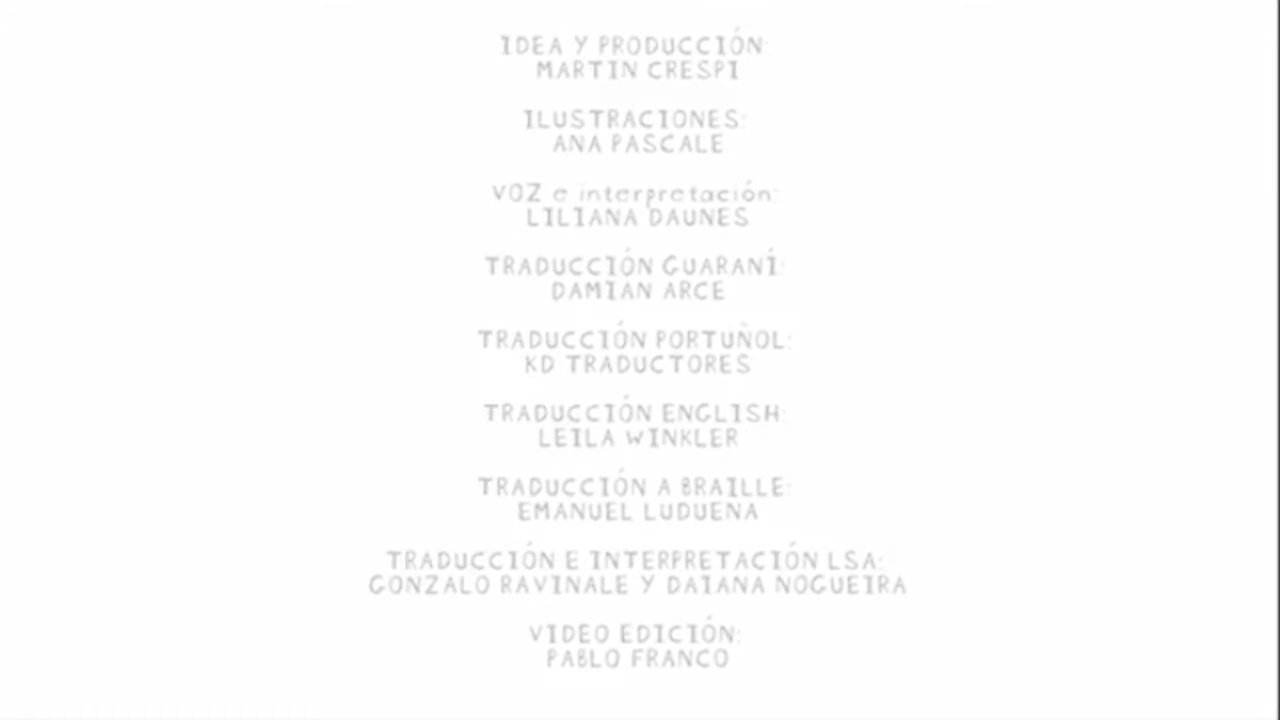 IDEA Y PRODUCCIÓN:
MARTIN CRESPI
ILUSTRACIONES:
ANA PASCALE
VOZ e interpretación:
LILIANA DAUNES
TRADUCCIÓN GUARANÍ:
DAMIAN ARCE
TRADUCCIÓN PORTUÑOL:
KD TRADUCTORES
TRADUCCIÓN ENGLISH:
LEILA WINKLER
TRADUCCIÓN A BRAILLE:
EMANUEL LUDUENA
TRADUCCIÓN E INTERPRETACIÓN LSA:
GONZALO RAVINALE Y DAIANA NOGUEIRA
VIDEO EDICIÓN:
PABLO FRANCO